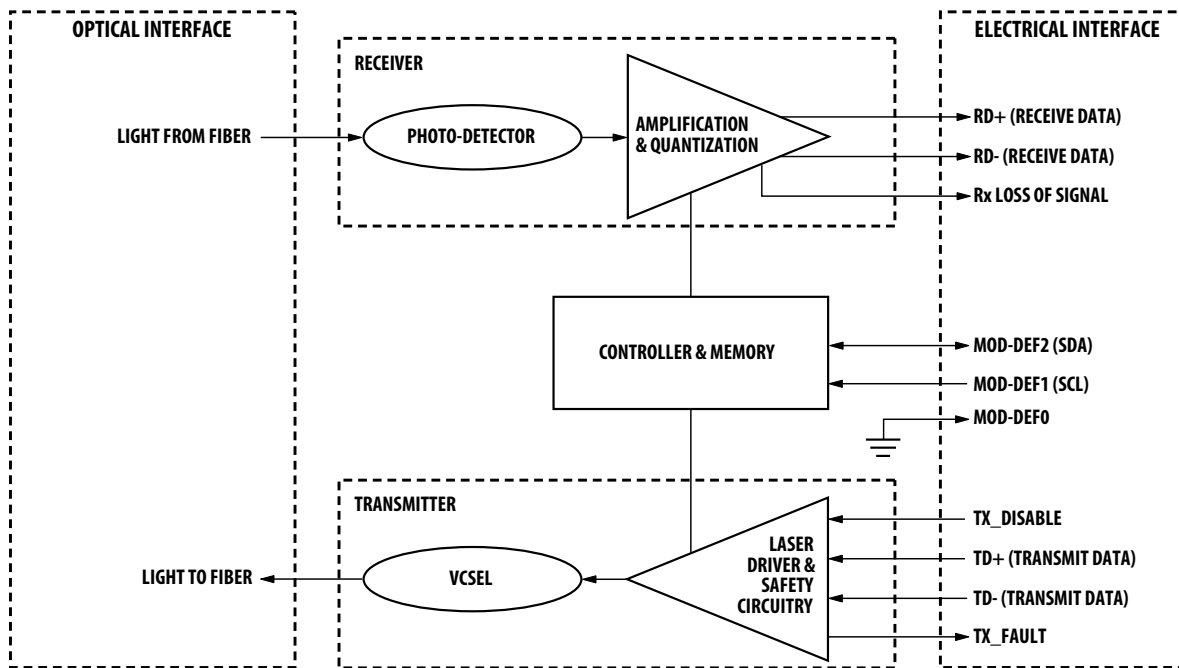 OPTICAL INTERFACE
ELECTRICAL INTERFACE
RECEIVER
LIGHT FROM FIBER
PHOTO-DETECTOR
AMPLIFICATION
& QUANTIZATION
RD+ (RECEIVE DATA)
RD- (RECEIVE DATA)
Rx LOSS OF SIGNAL
CONTROLLER & MEMORY
MOD-DEF2 (SDA)
MOD-DEF1 (SCL)
MOD-DEF0
TRANSMITTER
LIGHT TO FIBER
VCSEL
LASER
DRIVER &
SAFETY
CIRCUITRY
TX_DISABLE
TD+ (TRANSMIT DATA)
TD- (TRANSMIT DATA)
TX_FAULT